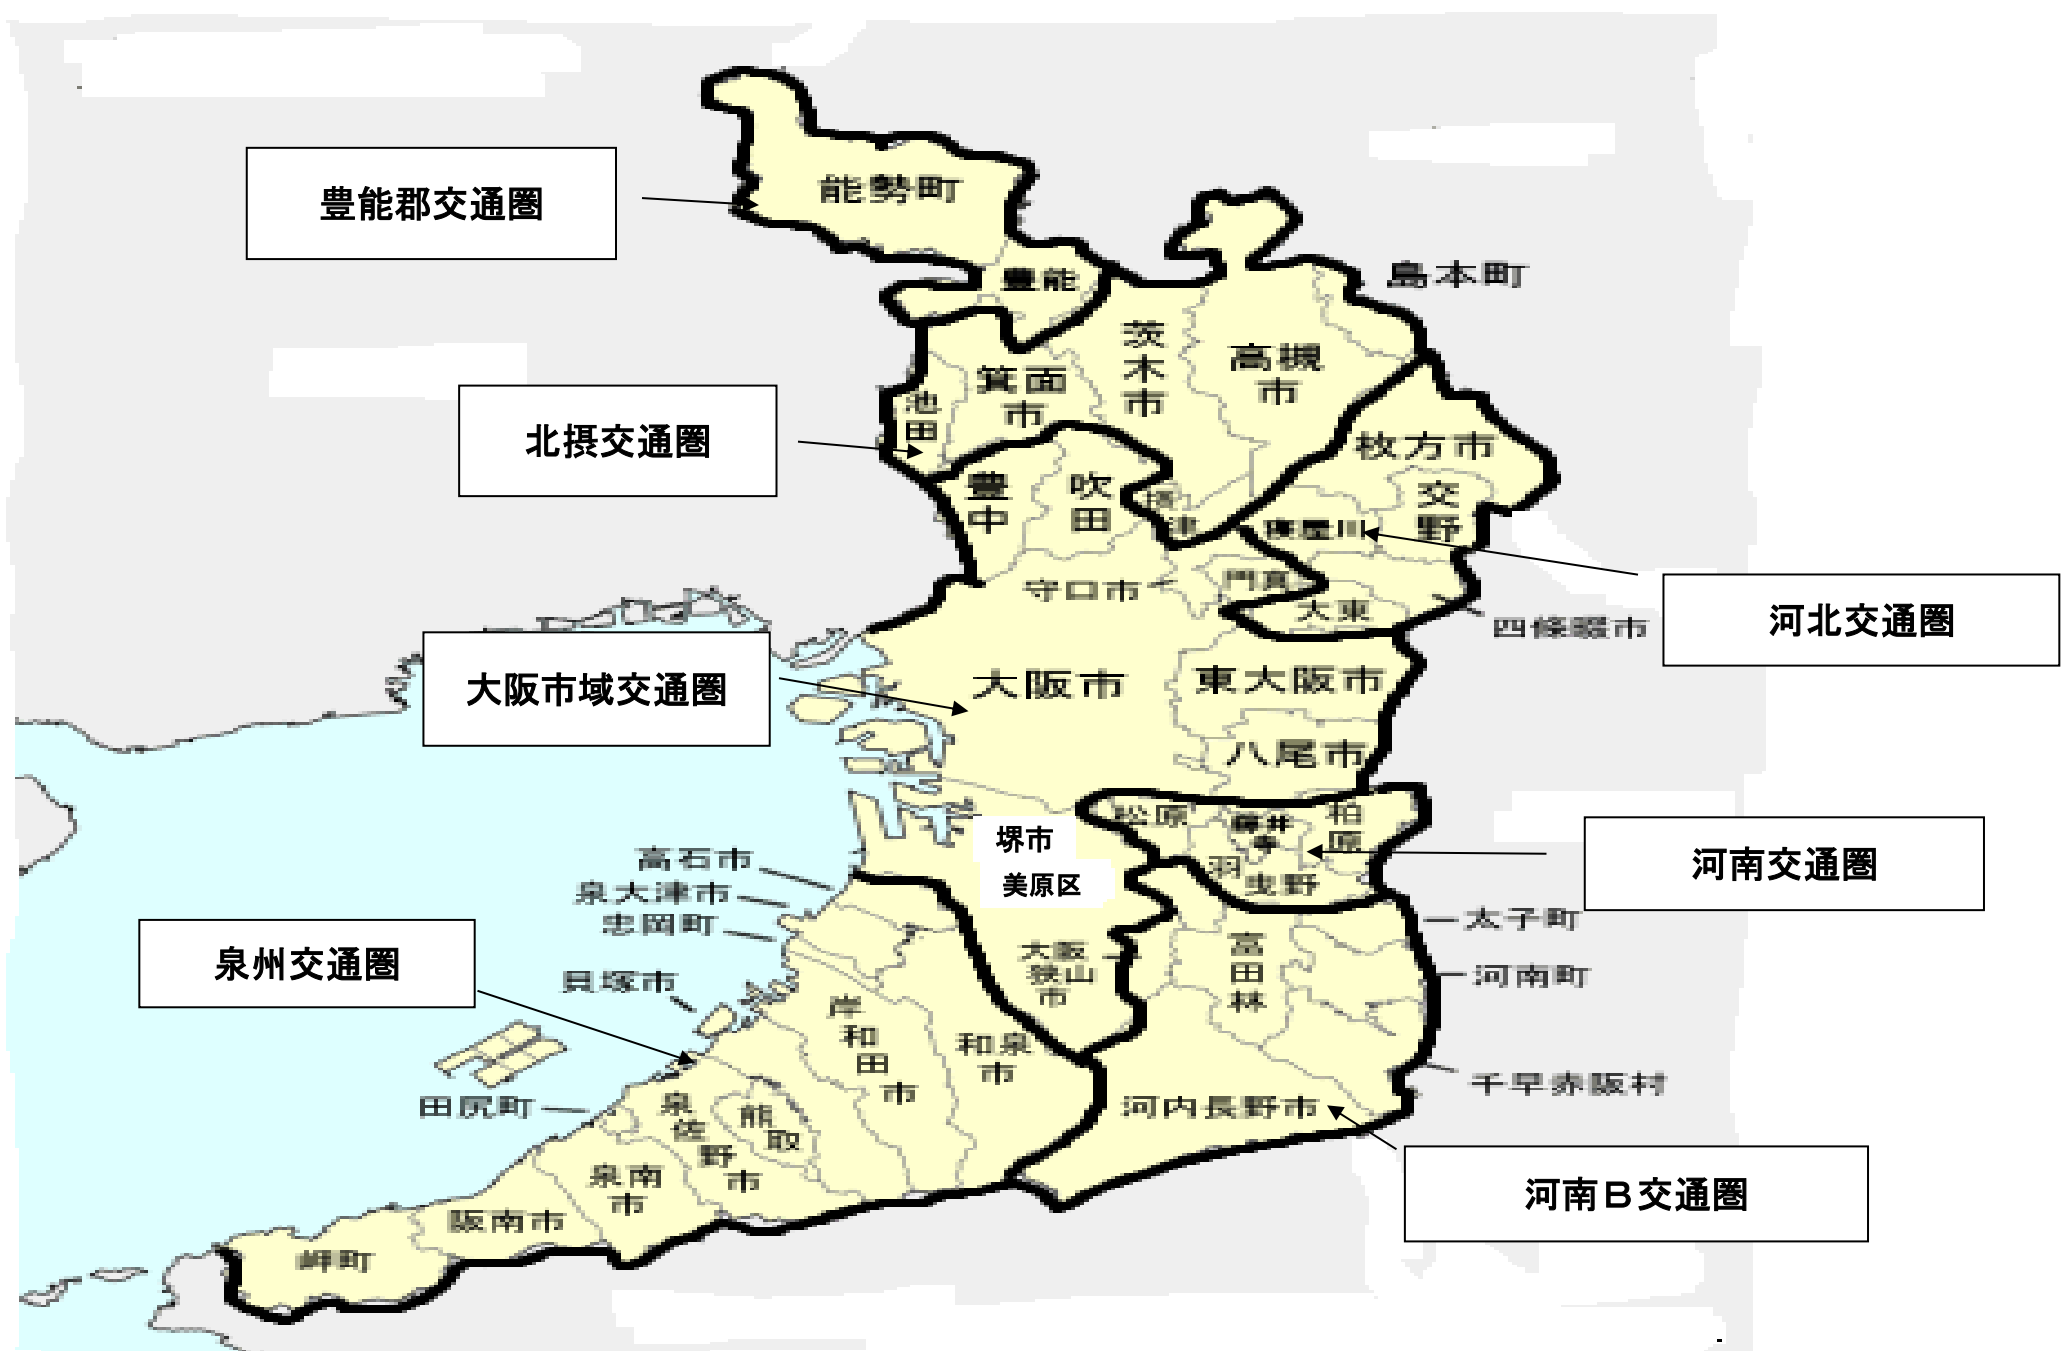 能勢町
豊能郡交通圏
豊能
島本町
茨木市
高槻市
箕面市
池田
北摂交通圏
枚方市
豊中
吹田
摂津
交野
寝屋川
守口市
門真
大東
四條畷市
河北交通圏
大阪市域交通圏
大阪市
東大阪市
八尾市
松原
藤井寺
柏原
堺市
美原区
羽曳野
河南交通圏
高石市
泉大津市
忠岡町
泉州交通圏
貝塚市
大阪狭山市
富田林
太子町
河南町
岸和田市
和泉市
千早赤阪村
田尻町
泉佐野市
熊取
河内長野市
泉南市
河南B交通圏
阪南市
岬町